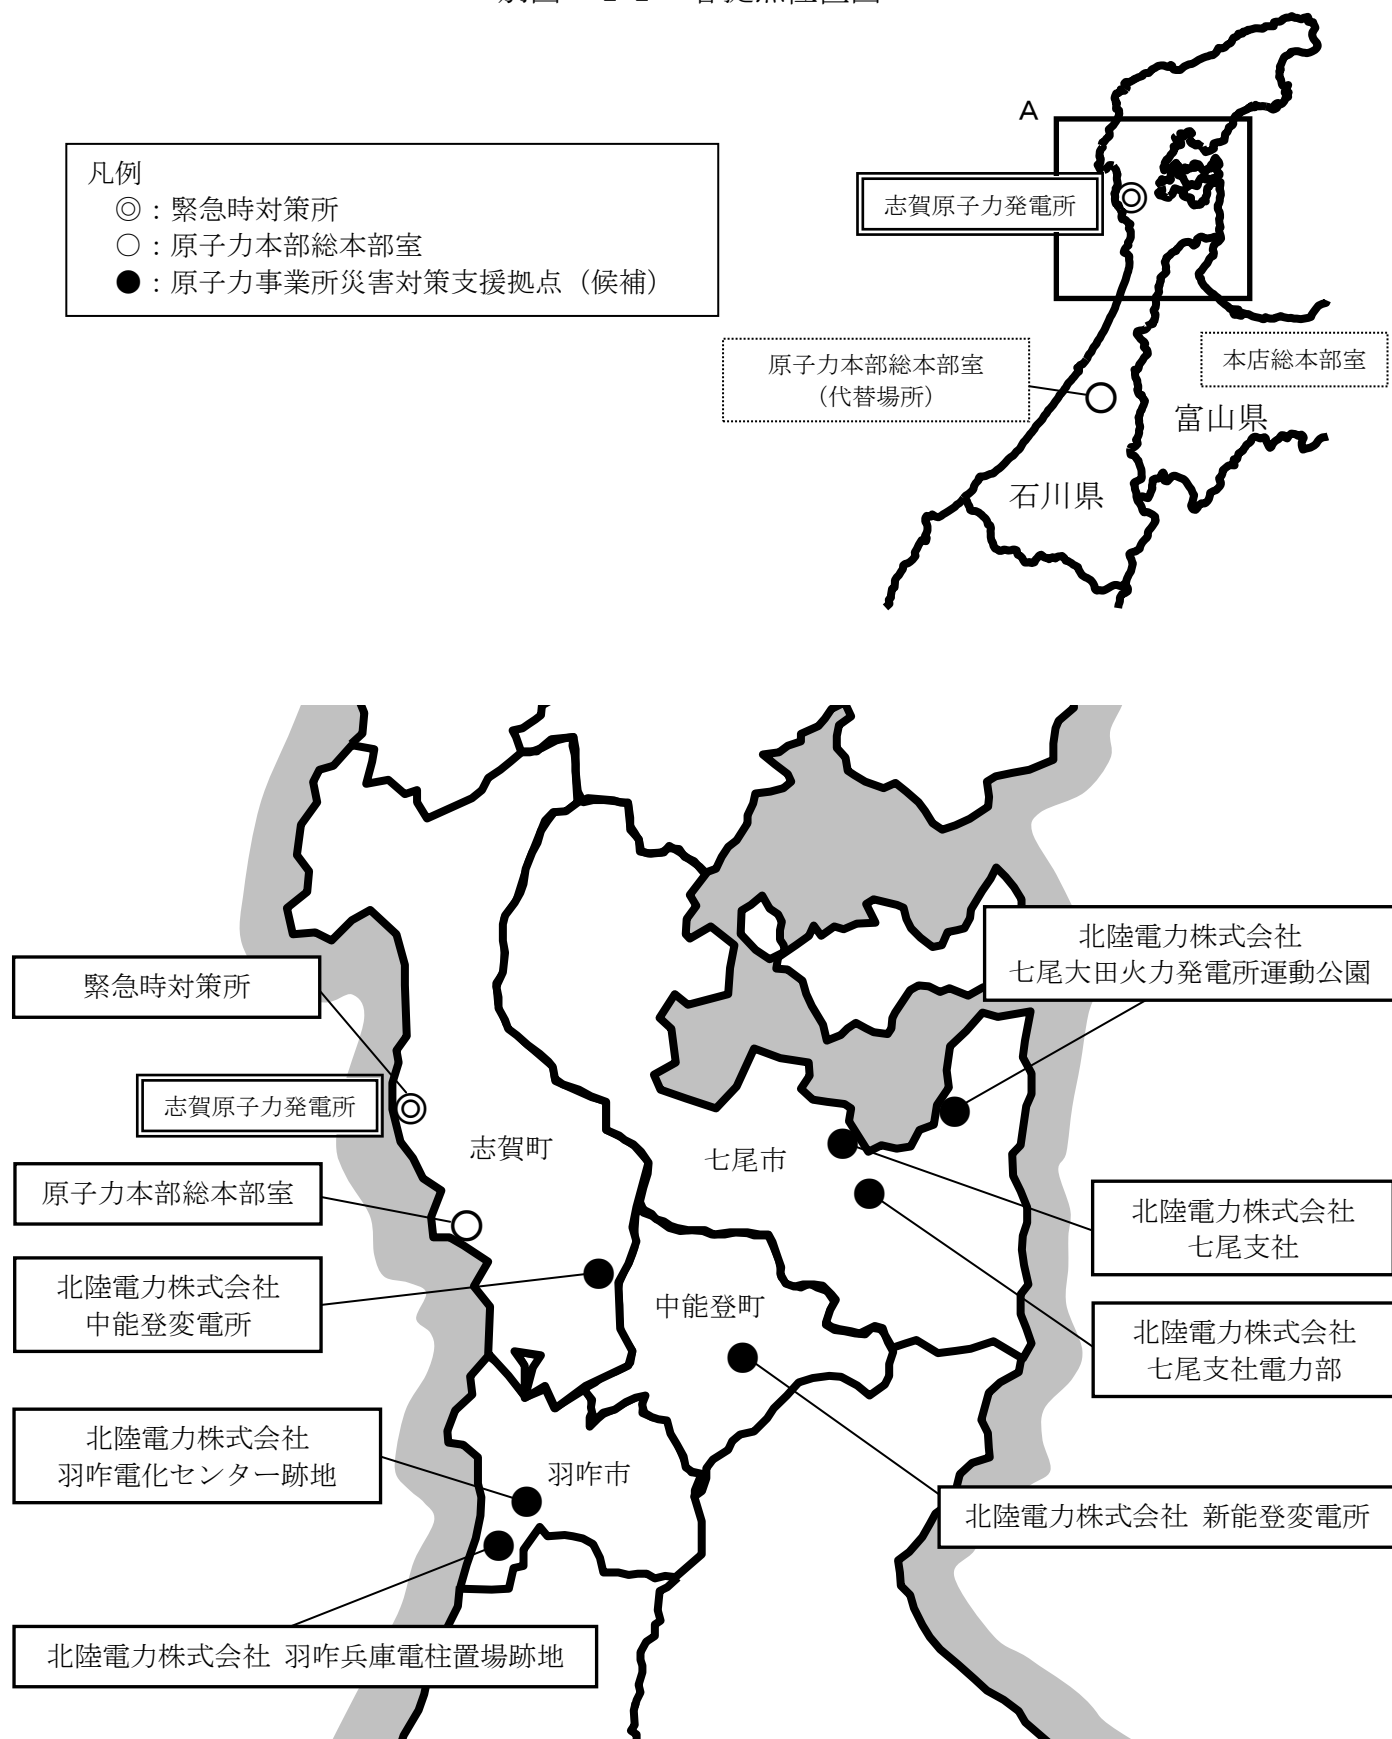 A
凡例
◎：緊急時対策所
○：原子力本部総本部室
●：原子力事業所災害対策支援拠点（候補）
志賀原子力発電所
原子力本部総本部室
（代替場所）
本店総本部室
富山県
石川県
北陸電力株式会社
七尾大田火力発電所運動公園
緊急時対策所
志賀原子力発電所
志賀町
七尾市
原子力本部総本部室
北陸電力株式会社
七尾支社
北陸電力株式会社
中能登変電所
中能登町
北陸電力株式会社
七尾支社電力部
北陸電力株式会社
羽咋電化センター跡地
羽咋市
北陸電力株式会社 新能登変電所
北陸電力株式会社 羽咋兵庫電柱置場跡地